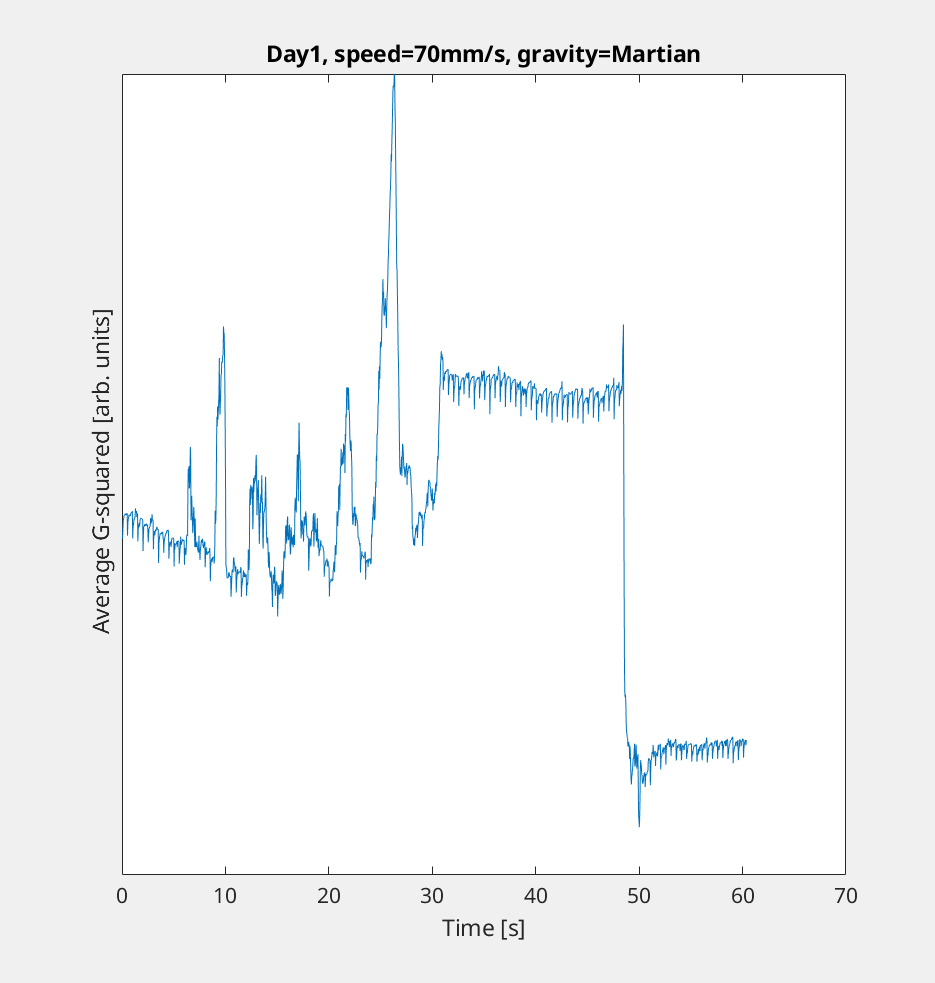 Day1, speed=70mm/s, gravity=Martian
Average G-squared [arb. units]
0 10 20 30 40 50 60 70
Time [s]